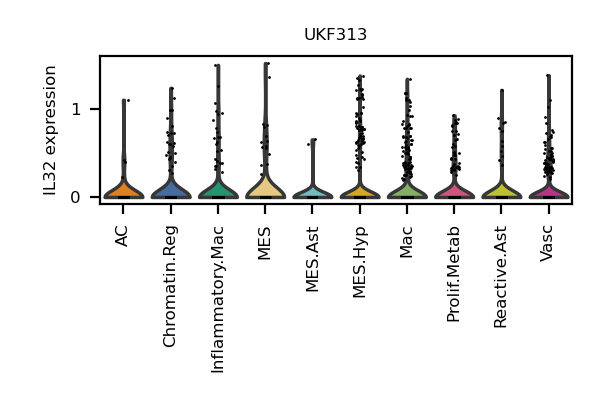 UKF313
IL32 expression
1
0
AC
Chromatin.Reg
Inflammatory.Mac
MES
MES.Ast
MES.Hyp
Mac
Prolif.Metab
Reactive.Ast
Vasc